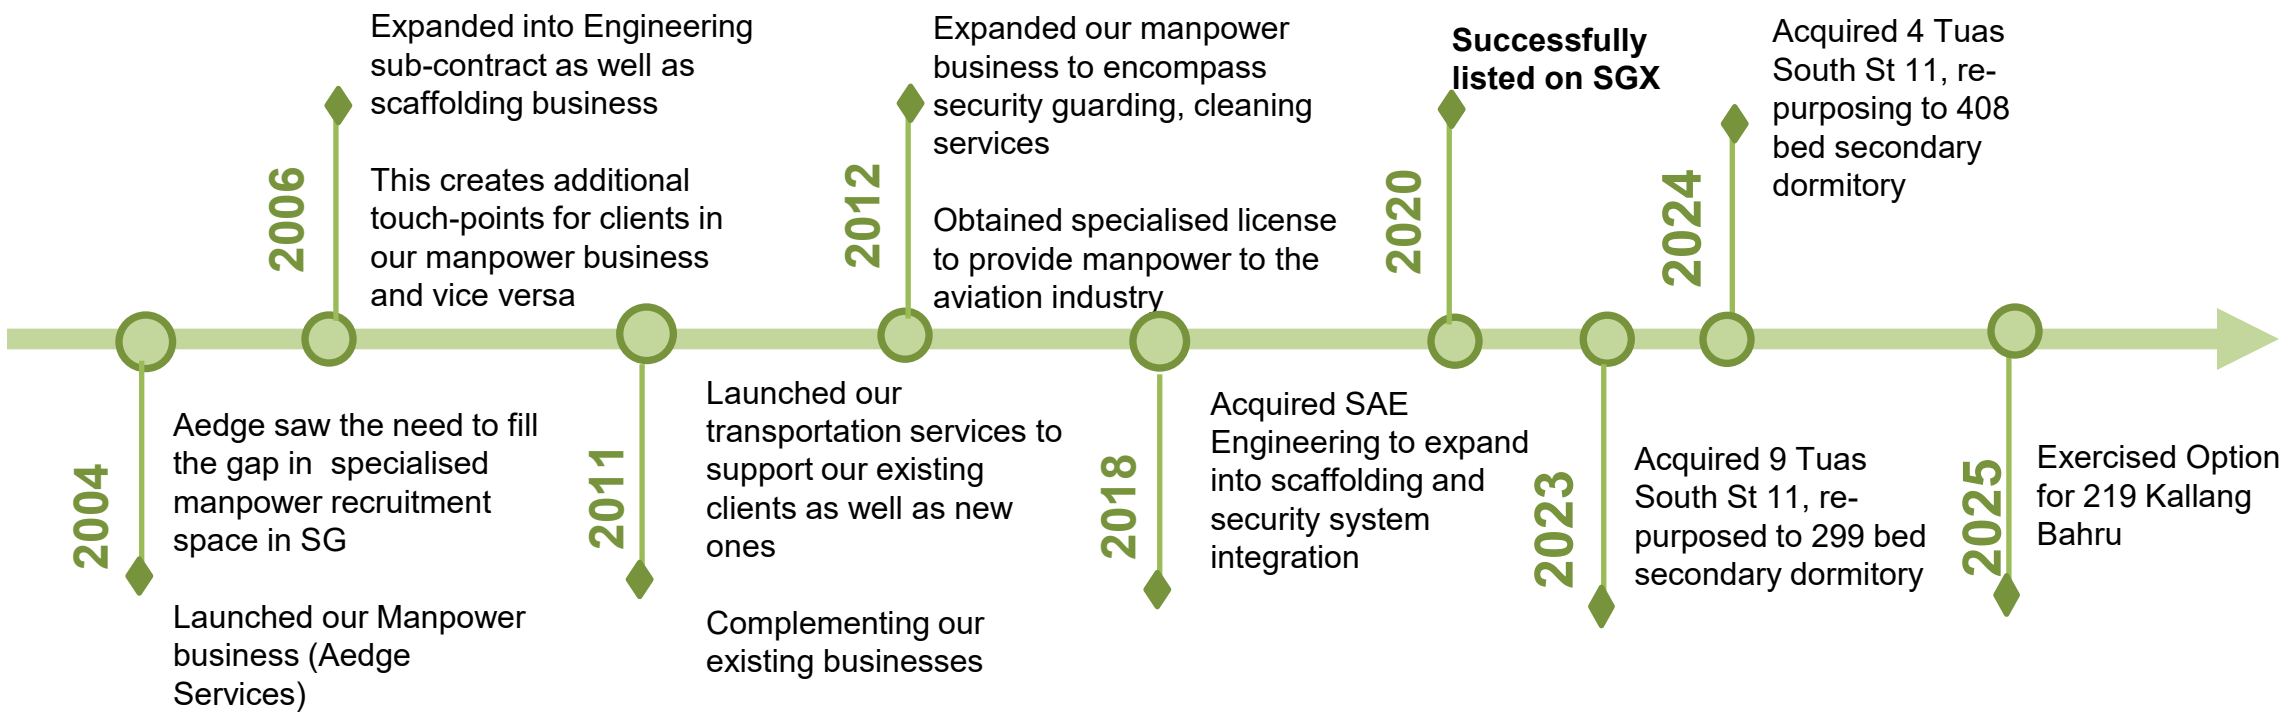 2004
Aedge saw the need to fill
the gap in  specialised
manpower recruitment
space in SG
Launched our Manpower
business (Aedge
Services)
2006
Expanded into Engineering
sub-contract as well as
scaffolding business
This creates additional
touch-points for clients in
our manpower business
and vice versa
2011
Launched our
transportation services to
support our existing
clients as well as new
ones
Complementing our
existing businesses
2012
Expanded our manpower
business to encompass
security guarding, cleaning
services
Obtained specialised license
to provide manpower to the
aviation industry
2018
Acquired SAE
Engineering to expand
into scaffolding and
security system
integration
2020
Successfully
listed on SGX
2023
Acquired 9 Tuas
South St 11, re-
purposed to 299 bed
secondary dormitory
2024
Acquired 4 Tuas
South St 11, re-
purposing to 408
bed secondary
dormitory
2025
Exercised Option
for 219 Kallang
Bahru